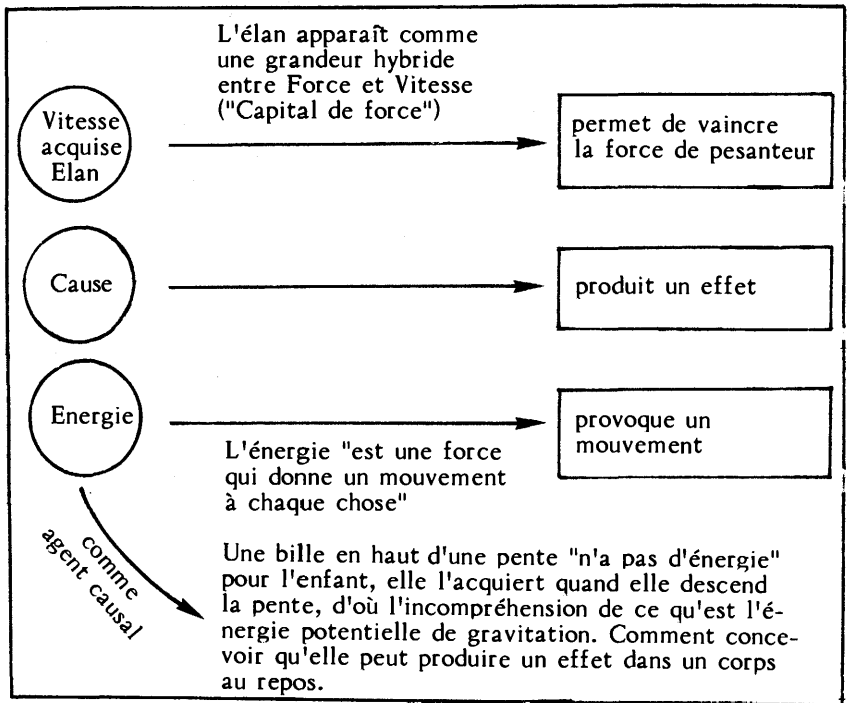 L'élan apparaît comme
une grandeur hybride
entre Force et Vitesse
("Capital de force")
Vitesse
acquise
Elan
permet de vaincre
la force de pesanteur
Cause
produit un effet
Energie
provoque un
mouvement
L'énergie "est une force
qui donne un mouvement
à chaque chose"
comme
agent causal
Une bille en haut d'une pente "n'a pas d'énergie"
pour l'enfant, elle l'acquiert quand elle descend
la pente, d'où l'incompréhension de ce qu'est l'é-
nergie potentielle de gravitation. Comment conce-
voir qu'elle peut produire un effet dans un corps
au repos.